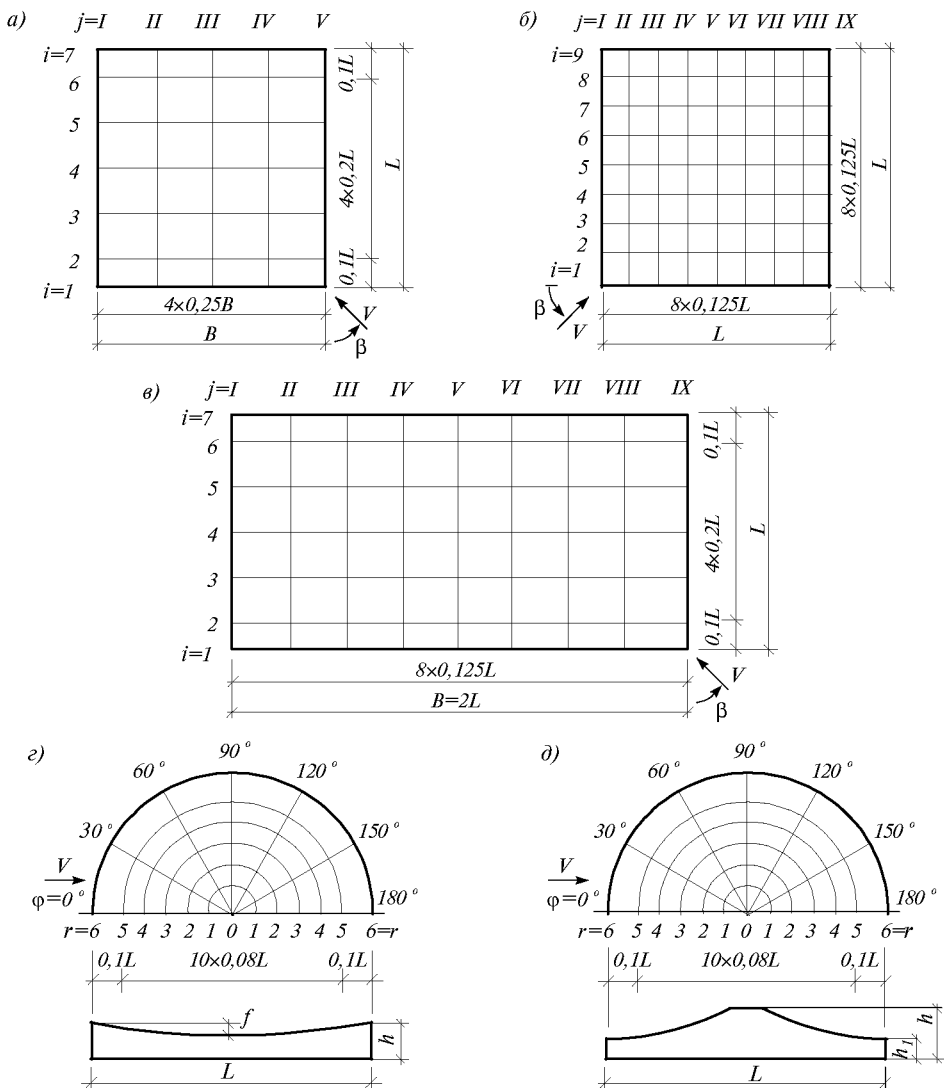 а) j=I II III IV V
i=7
6
5
4
3
2
i=1
0,1L
4×0,2L
0,1L
L
4×0,25B
B
V
β
б) j=I II III IV V VI VII VIII IX
i=9
8
7
6
5
4
3
2
i=1
8×0,125L
L
β
V
8×0,125L
L
в) j=I II III IV V VI VII VIII IX
i=7
6
5
4
3
2
i=1
0,1L
4×0,2L
0,1L
L
8×0,125L
B=2L
V
β
г)
90 °
60 ° 120 °
30 ° 150 °
V
φ=0 ° 180 °
r=6 5 4 3 2 1 0 1 2 3 4 5 6=r
0,1L 10×0,08L 0,1L
f
h
L
д)
90 °
60 ° 120 °
30 ° 150 °
V
φ=0 ° 180 °
r=6 5 4 3 2 1 0 1 2 3 4 5 6=r
0,1L 10×0,08L 0,1L
h1
h
L